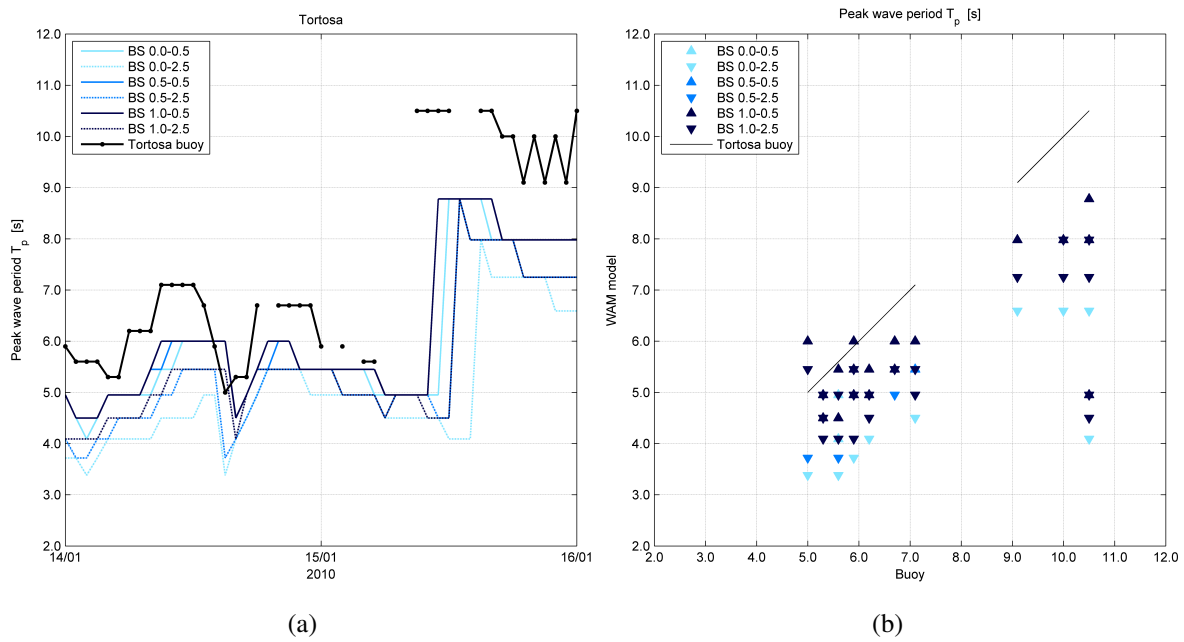 Tortosa
12.0
11.0
10.0
9.0
8.0
7.0
6.0
5.0
4.0
3.0
2.0
Peak wave period Tp [s]
BS 0.0-0.5
BS 0.0-2.5
BS 0.5-0.5
BS 0.5-2.5
BS 1.0-0.5
BS 1.0-2.5
Tortosa buoy
14/01 15/01 16/01
2010
(a)
Peak wave period Tp [s]
12.0
11.0
10.0
9.0
8.0
7.0
6.0
5.0
4.0
3.0
2.0
WAM model
BS 0.0-0.5
BS 0.0-2.5
BS 0.5-0.5
BS 0.5-2.5
BS 1.0-0.5
BS 1.0-2.5
Tortosa buoy
2.0 3.0 4.0 5.0 6.0 7.0 8.0 9.0 10.0 11.0 12.0
Buoy
(b)